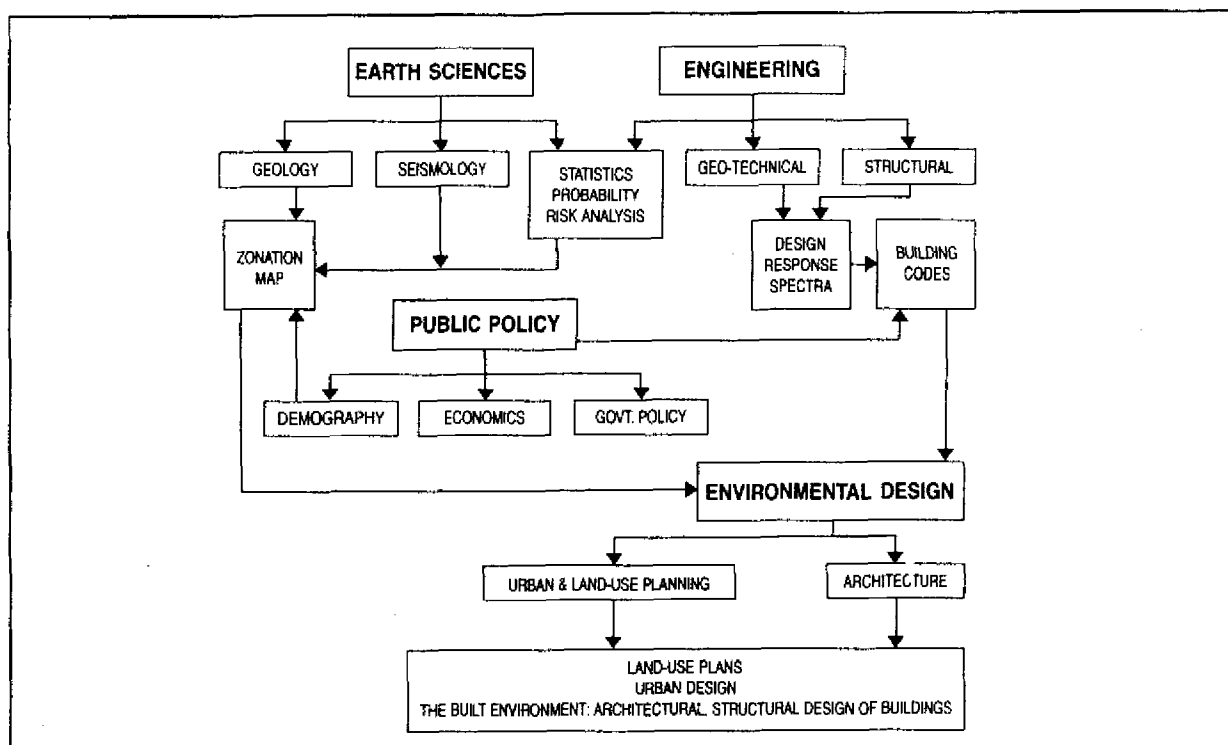 EARTH SCIENCES
ENGINEERING
GEOLOGY
SEISMOLOGY
STATISTICS
PROBABILITY
RISK ANALYSIS
GEO-TECHNICAL
STRUCTURAL
ZONATION
MAP
DESIGN
RESPONSE
SPECTRA
BUILDING
CODES
PUBLIC POLICY
DEMOGRAPHY
ECONOMICS
GOVT. POLICY
ENVIRONMENTAL DESIGN
URBAN & LAND-USE PLANNING
ARCHITECTURE
LAND-USE PLANS
URBAN DESIGN
THE BUILT ENVIRONMENT: ARCHITECTURAL, STRUCTURAL DESIGN OF BUILDINGS